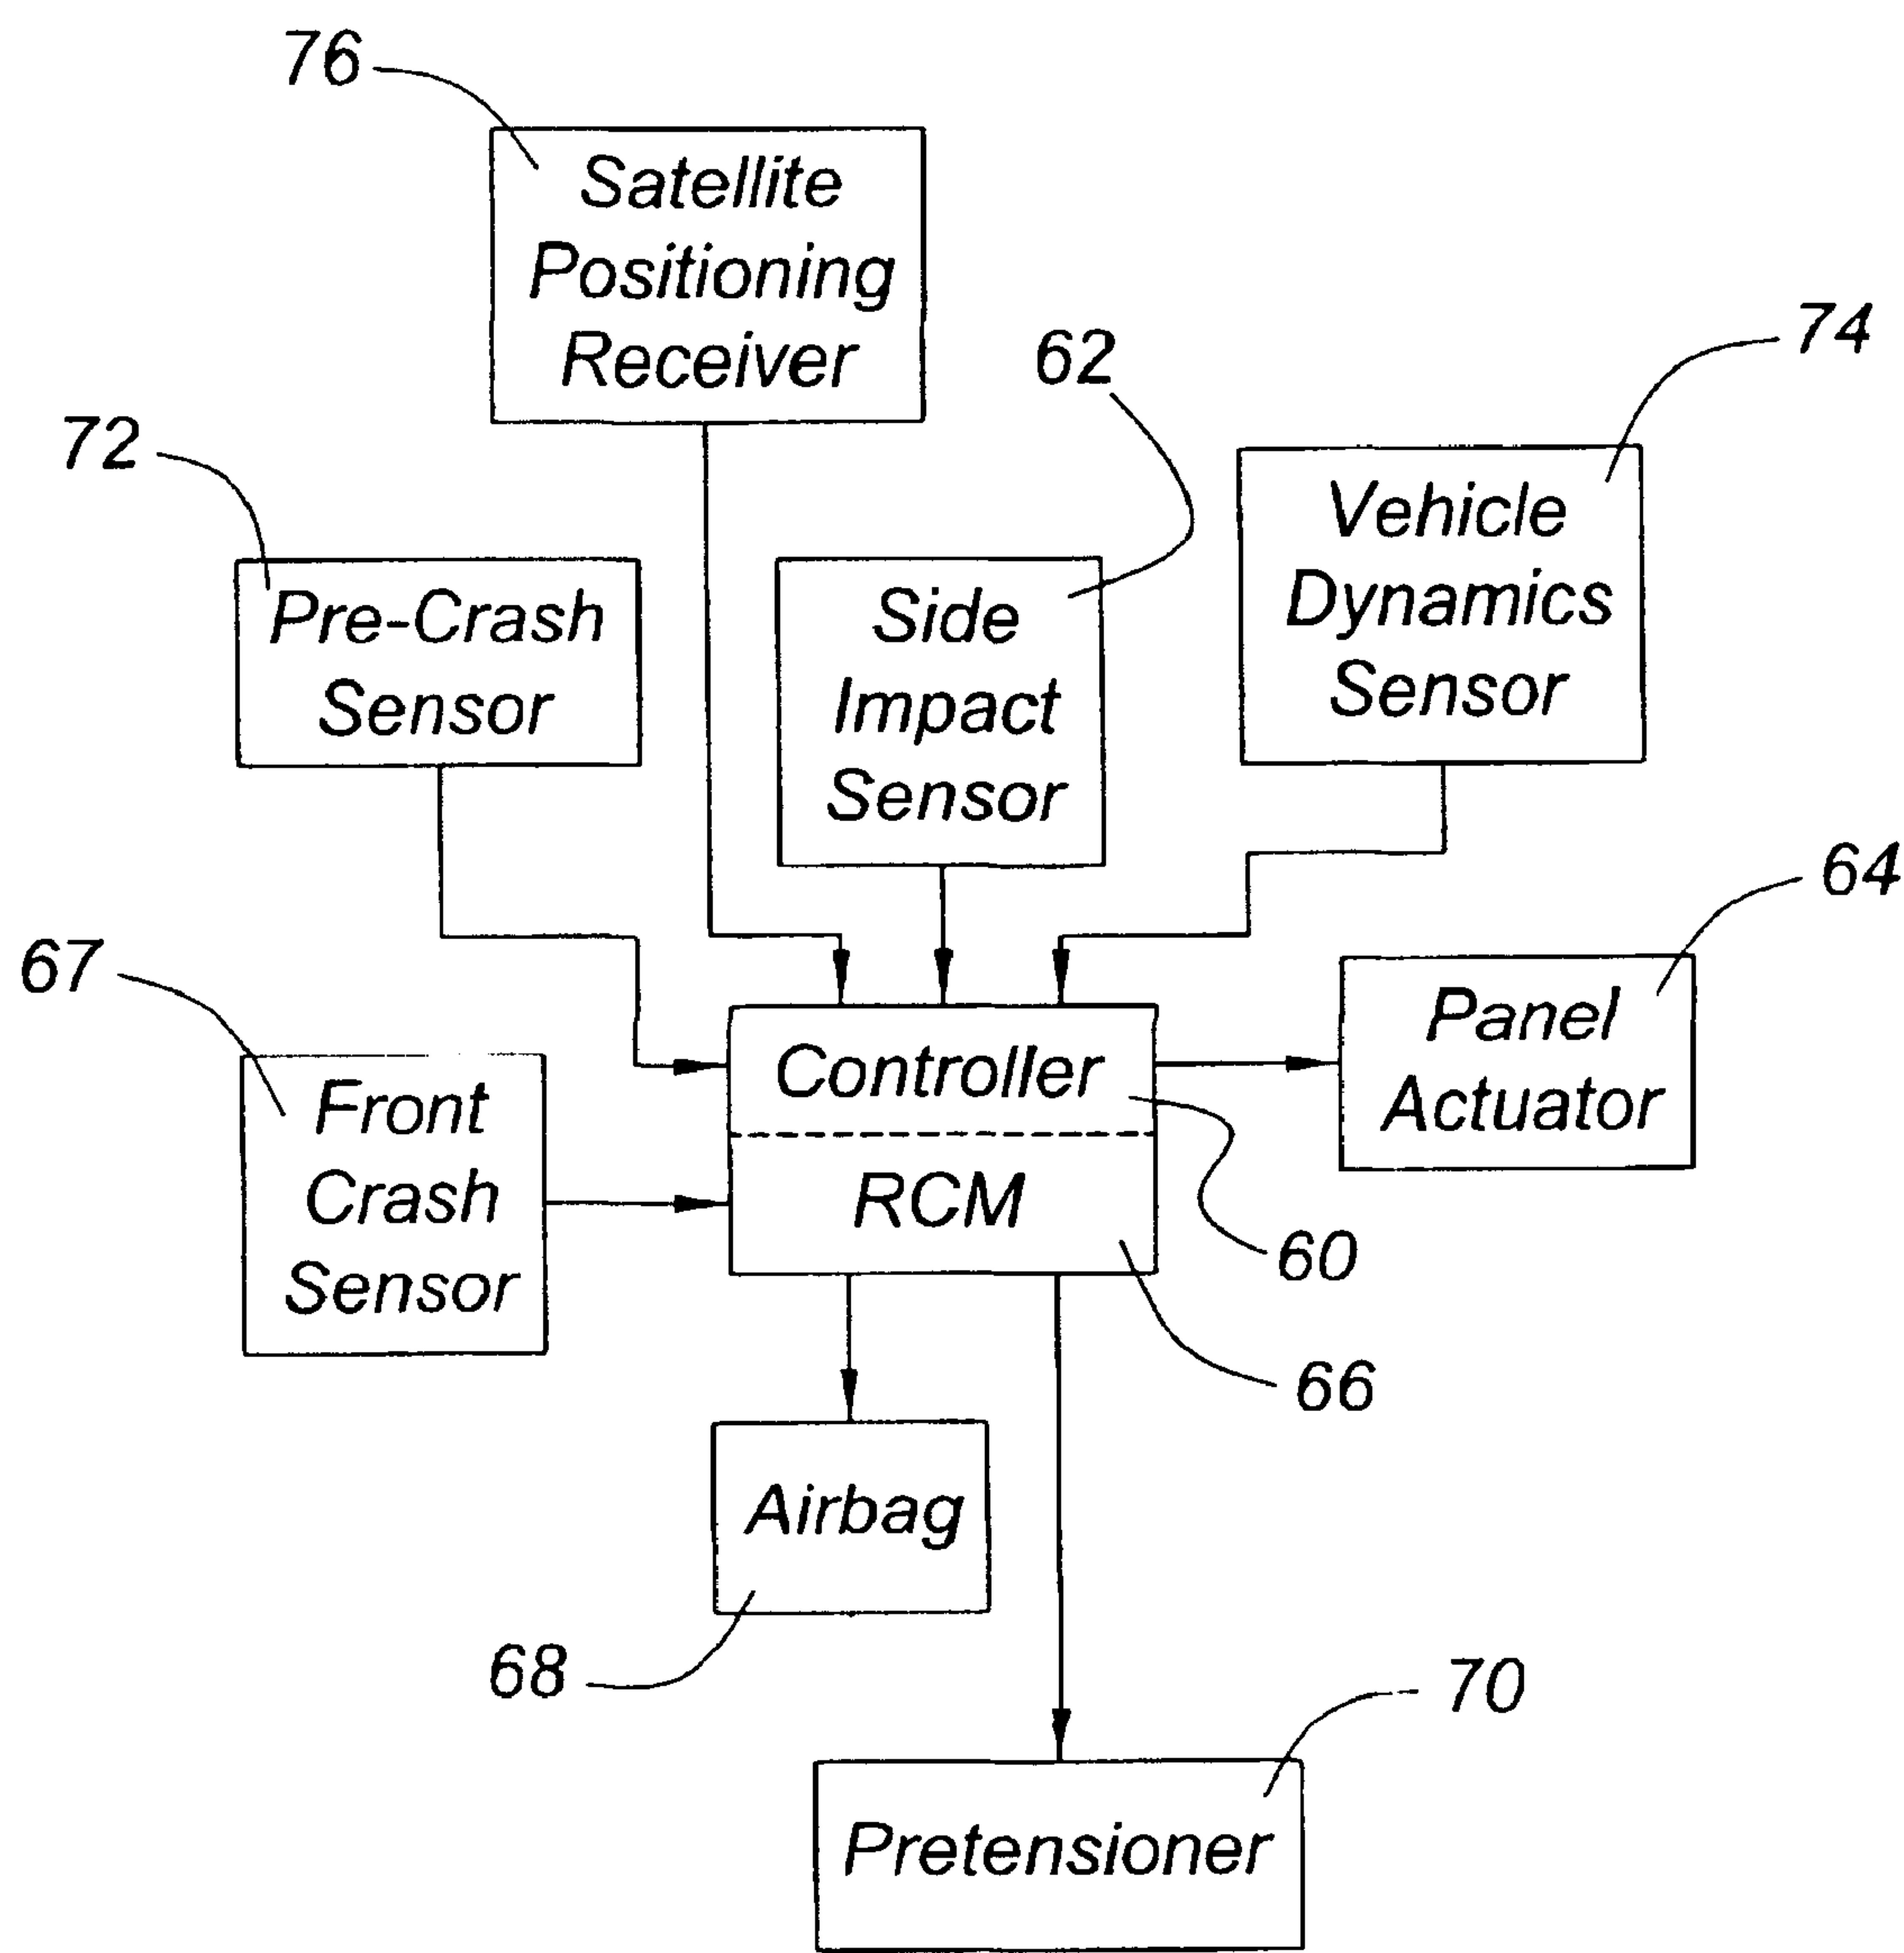 76
Satellite
Positioning
Receiver
62
74
72
Vehicle
Dynamics
Sensor
Pre-Crash
Sensor
Side
Impact
Sensor
64
67
Panel
Actuator
Front
Crash
Sensor
Controller
RCM
60
66
Airbag
68
70
Pretensioner